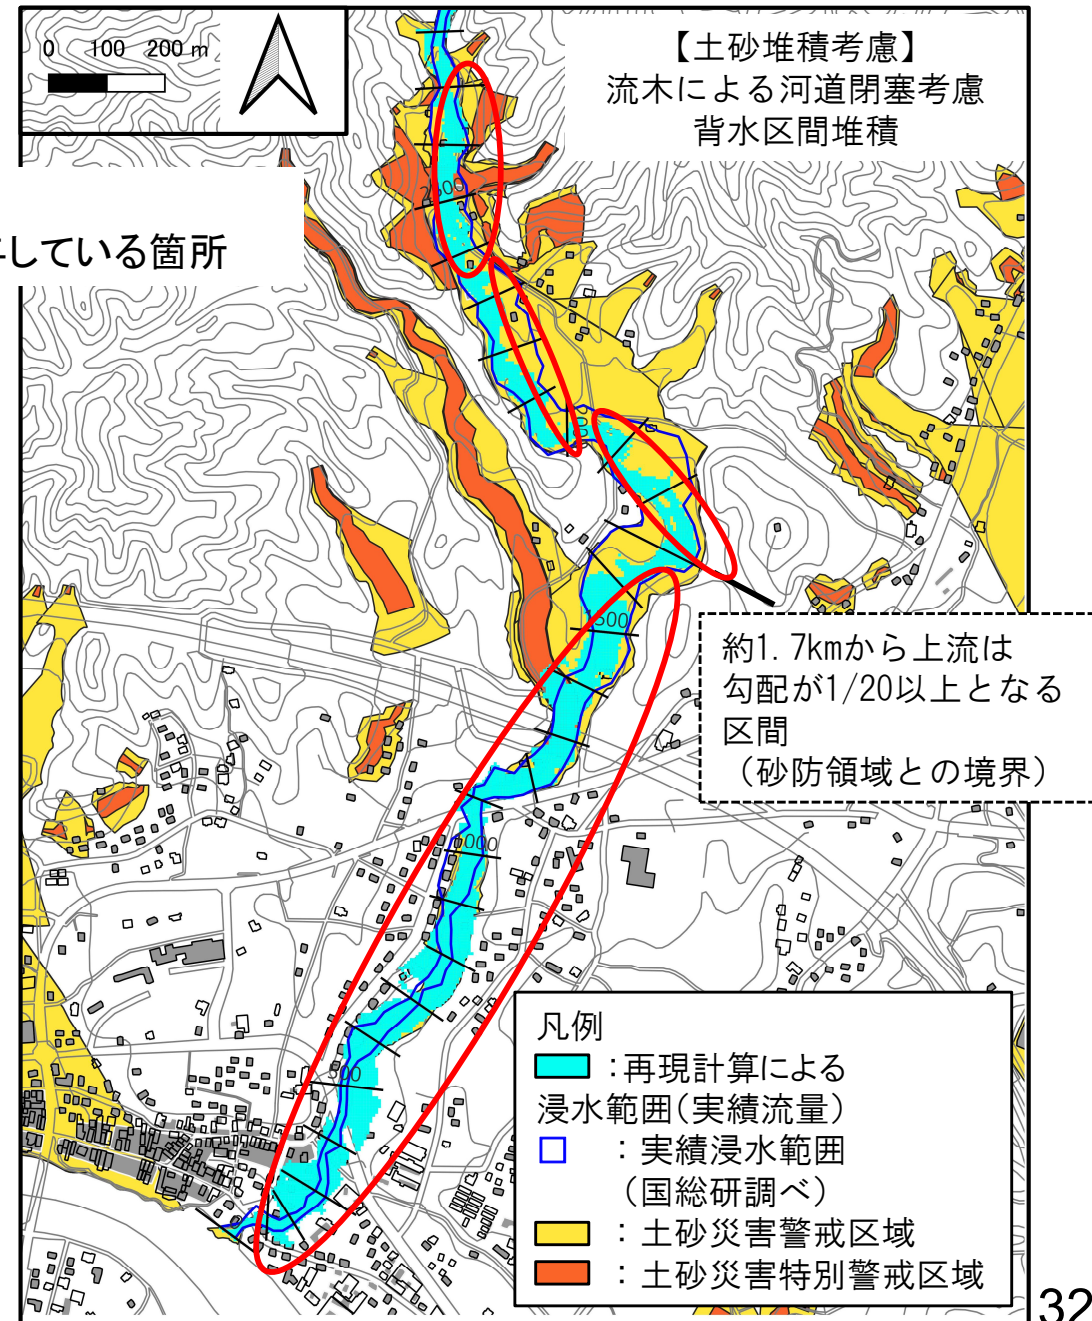 0 100 200 m
【土砂堆積考慮】
流木による河道閉塞考慮
背水区間堆積
している箇所
2500
1500
約1.7kmから上流は
勾配が1/20以上となる
区間
（砂防領域との境界）
1000
500
凡例
：再現計算による
浸水範囲(実績流量)
：実績浸水範囲
（国総研調べ）
：土砂災害警戒区域
：土砂災害特別警戒区域
32